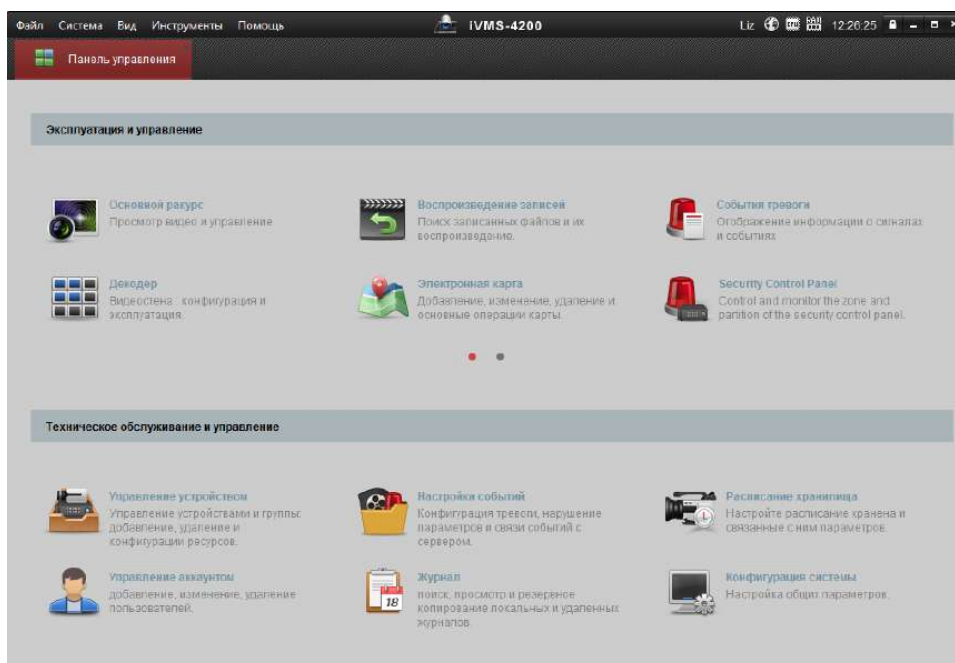 Файл Система Вид Инструменты Помощь iVMS-4200 Liz 12:26:25
Панель управления
Эксплуатация и управление
Основной ракурс
Просмотр видео и управление
Воспроизведение записей
Поиск записанных файлов и их
воспроизведение.
События тревоги
Отображение информации о сигналах
и событиях
Декодер
Видеостена : конфигурация и
эксплуатация.
Электронная карта
Добавление, изменение, удаление и
основные операции карты.
Security Control Panel
Control and monitor the zone and
partition of the security control panel.
Техническое обслуживание и управление
Управление устройством
Управление устройствами и группы:
добавление, удаление и
конфигурации ресурсов.
Настройки событий
Конфигурация тревоги, нарушение
параметров и связи событий с
сервером.
Расписание хранилища
Настройте расписание хранена и
связанные с ним параметров.
Управление аккаунтом
добавление, изменение, удаление
пользователей.
Журнал
поиск, просмотр и резервное
копирование локальных и удаленных
журналов.
18
Конфигурация системы
Настройка общих параметров.